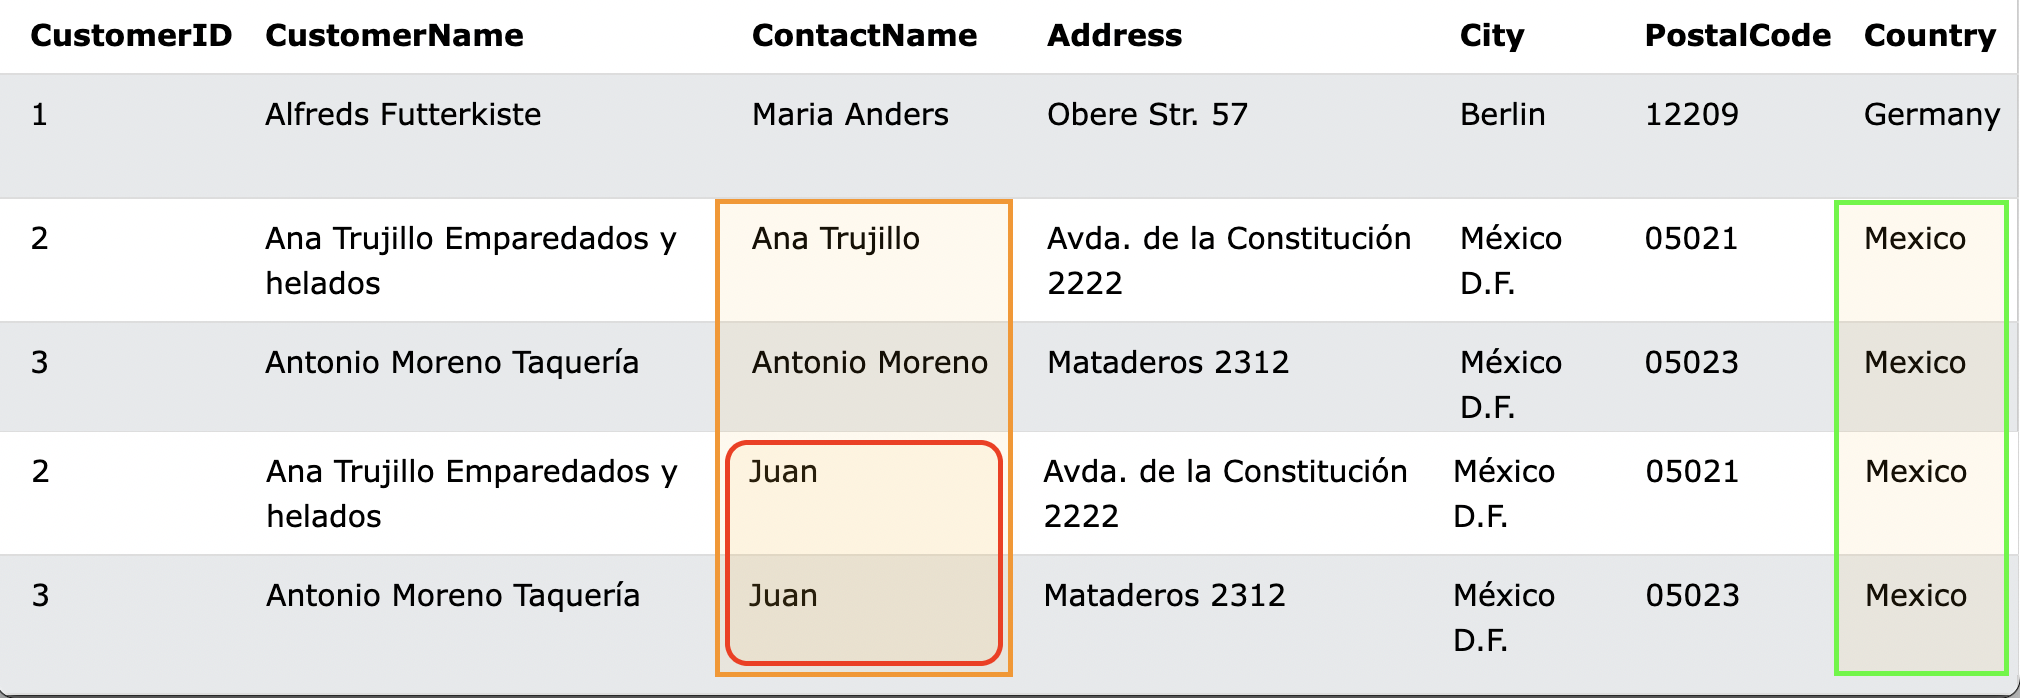 CustomerID CustomerName ContactName Address City PostalCode Country
1 Alfreds Futterkiste Maria Anders Obere Str. 57 Berlin 12209 Germany
2 Ana Trujillo Emparedados y Ana Trujillo Avda. de la Constitución México 05021 Mexico
helados 2222 D.F.
3 Antonio Moreno Taquería Antonio Moreno Mataderos 2312 México 05023 Mexico
D.F.
2 Ana Trujillo Emparedados y Juan Avda. de la Constitución México 05021 Mexico
helados 2222 D.F.
3 Antonio Moreno Taquería Juan Mataderos 2312 México 05023 Mexico
D.F.